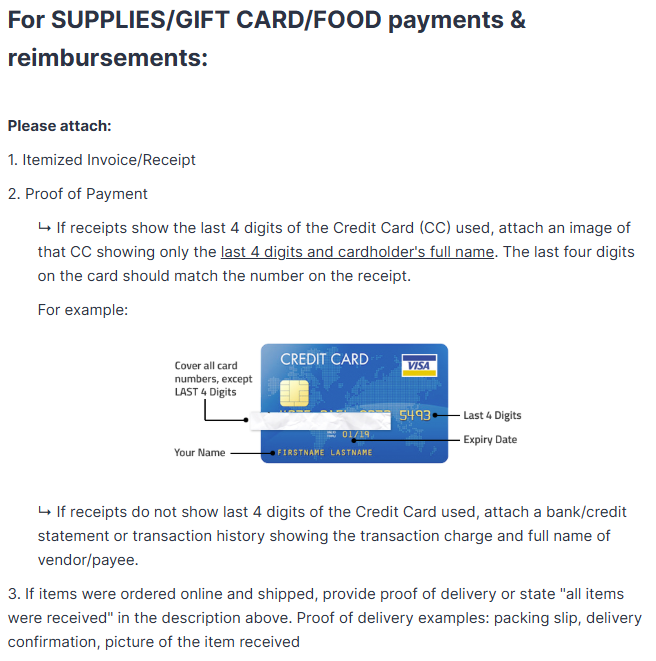 For SUPPLIES/GIFT CARD/FOOD payments &
reimbursements:
Please attach:
1. Itemized Invoice/Receipt
2. Proof of Payment
↳ If receipts show the last 4 digits of the Credit Card (CC) used, attach an image of
that CC showing only the last 4 digits and cardholder's full name. The last four digits
on the card should match the number on the receipt.
For example:
Cover all card
numbers, except
LAST 4 Digits
CREDIT CARD
VISA
5493
Last 4 Digits
01/19
Expiry Date
Your Name
FIRSTNAME LASTNAME
↳ If receipts do not show last 4 digits of the Credit Card used, attach a bank/credit
statement or transaction history showing the transaction charge and full name of
vendor/payee.
3. If items were ordered online and shipped, provide proof of delivery or state "all items
were received" in the description above. Proof of delivery examples: packing slip, delivery
confirmation, picture of the item received